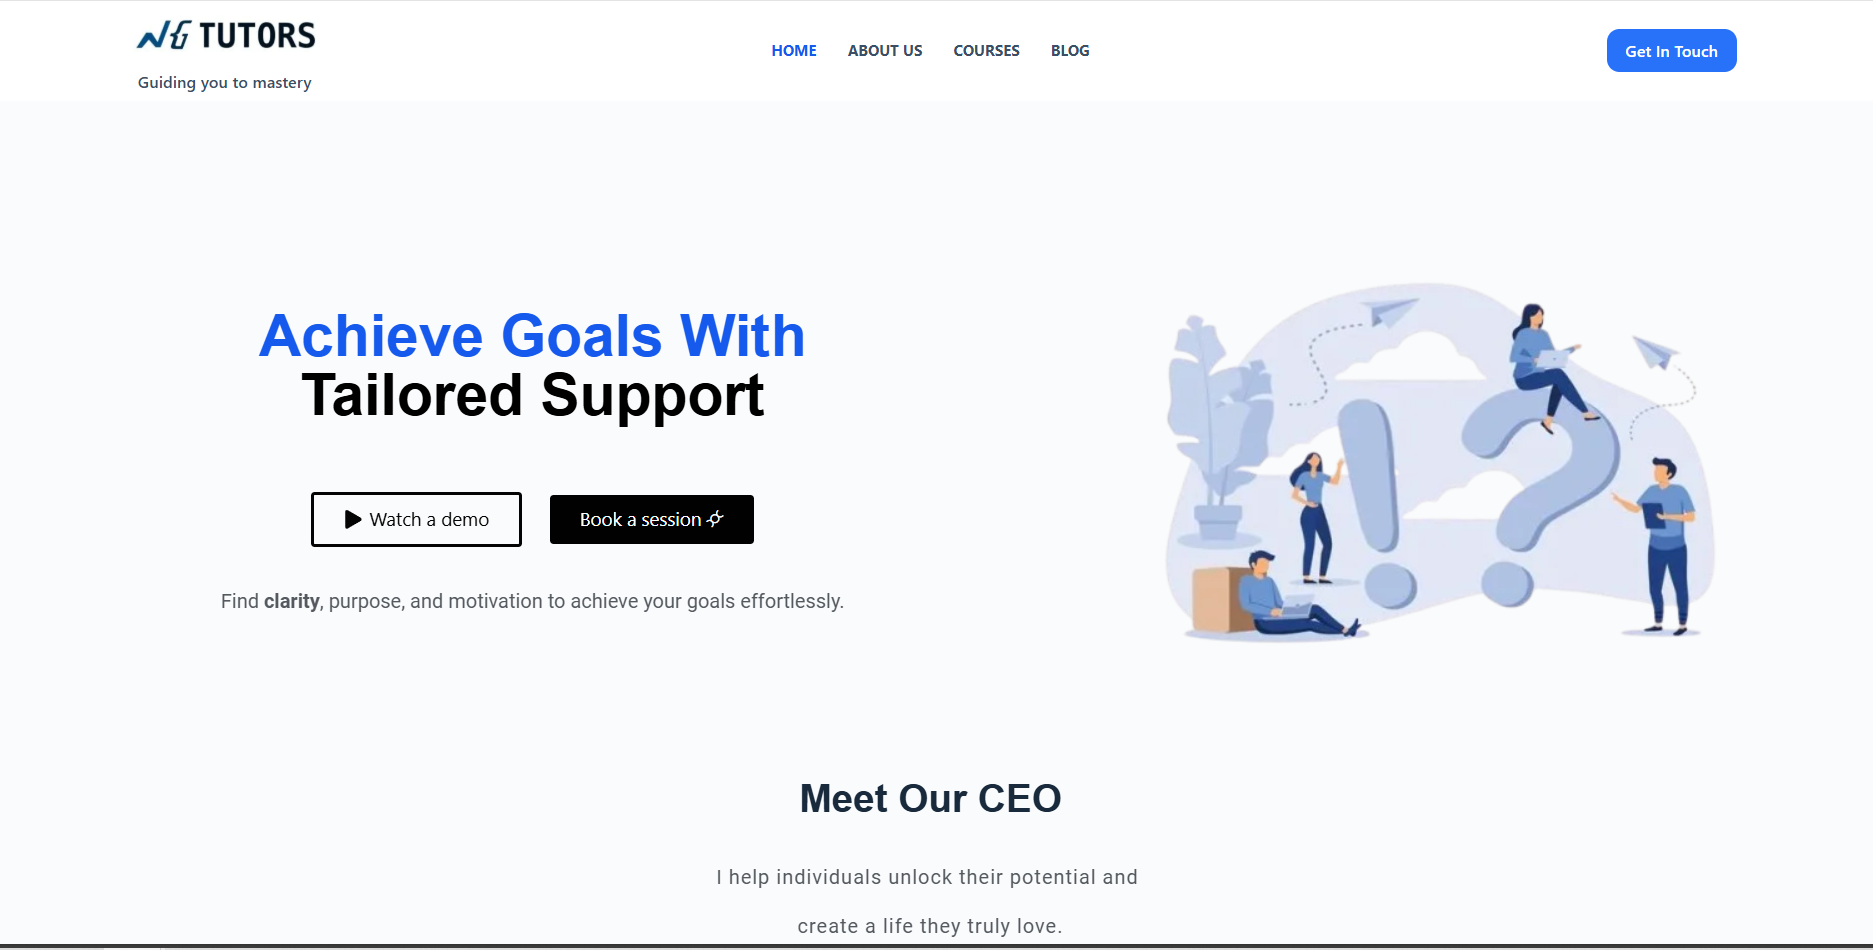 NG TUTORS
Guiding you to mastery
HOME
ABOUT US
COURSES
BLOG
Get In Touch
Achieve Goals With
Tailored Support
Watch a demo
Book a session
Find clarity, purpose, and motivation to achieve your goals effortlessly.
!?
Meet Our CEO
I help individuals unlock their potential and
create a life they truly love.